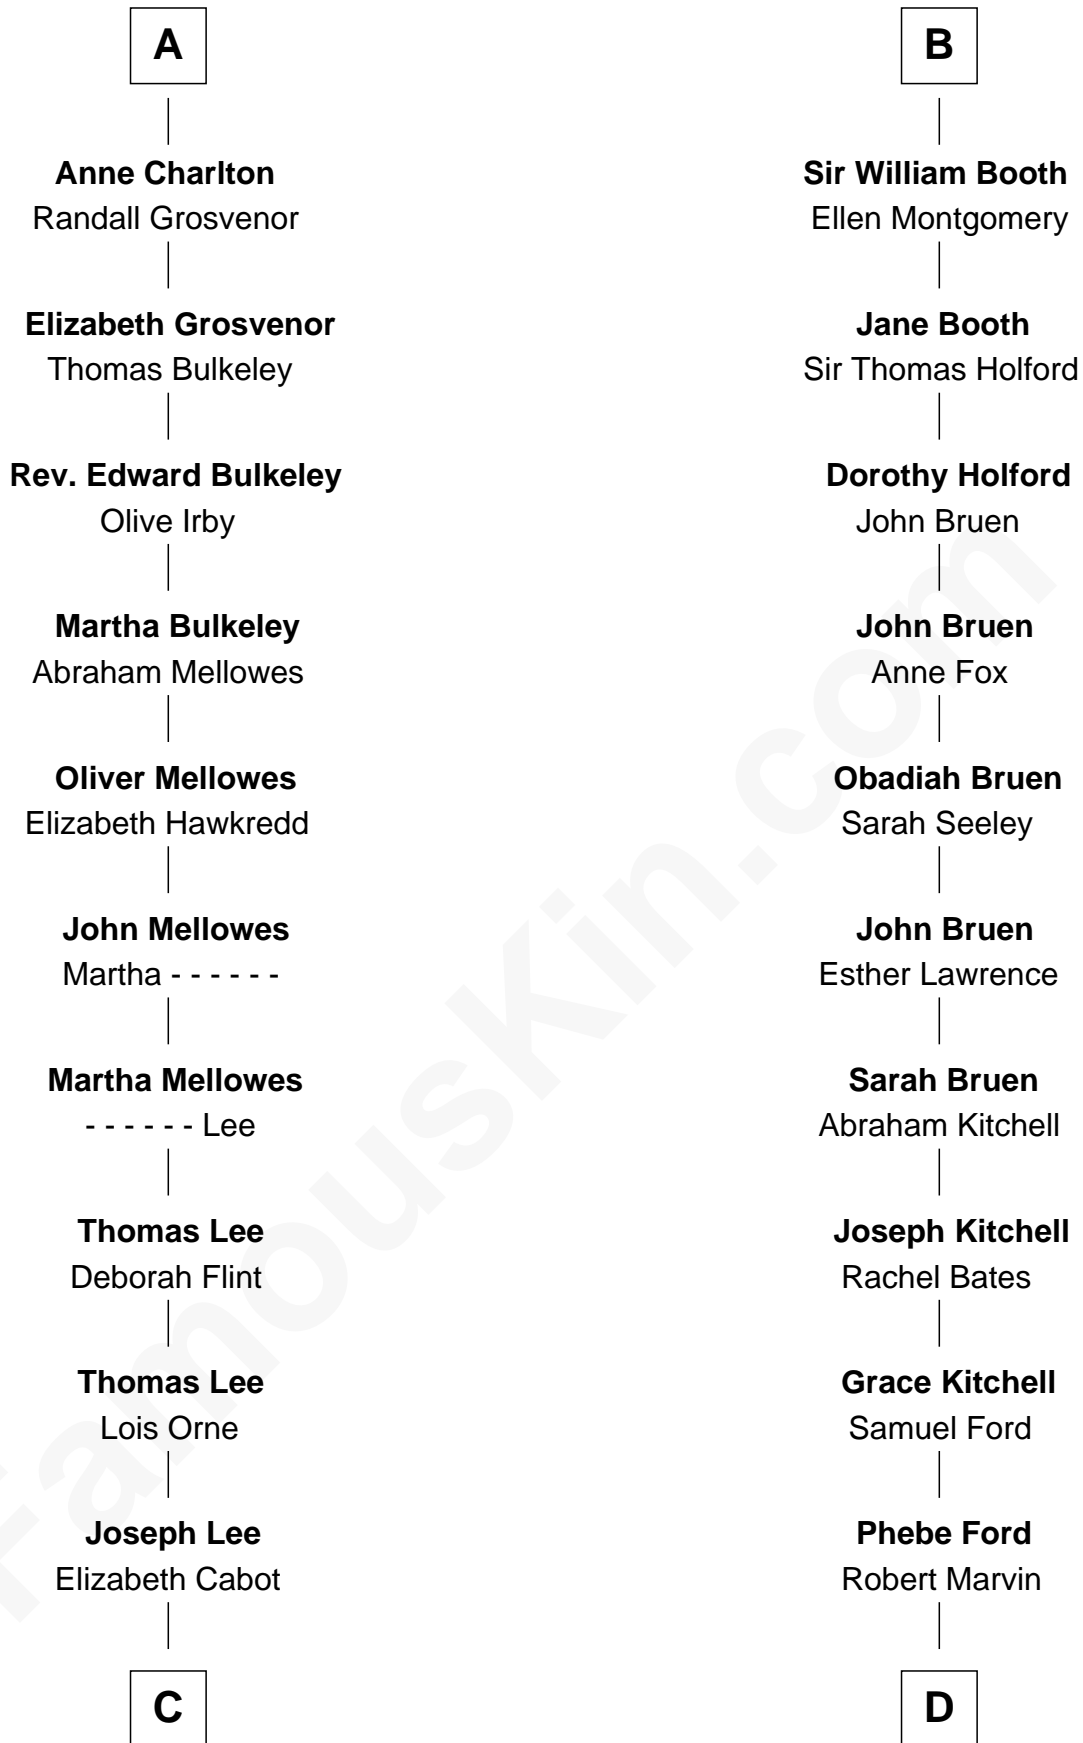 A
Anne Charlton
Randall Grosvenor
Elizabeth Grosvenor
Thomas Bulkeley
Rev. Edward Bulkeley
Olive Irby
Martha Bulkeley
Abraham Mellowes
Oliver Mellowes
Elizabeth Hawkredd
John Mellowes
Martha - - - - - -
Martha Mellowes
- - - - - - Lee
Thomas Lee
Deborah Flint
Thomas Lee
Lois Orne
Joseph Lee
Elizabeth Cabot
C
B
Sir William Booth
Ellen Montgomery
Jane Booth
Sir Thomas Holford
Dorothy Holford
John Bruen
John Bruen
Anne Fox
Obadiah Bruen
Sarah Seeley
John Bruen
Esther Lawrence
Sarah Bruen
Abraham Kitchell
Joseph Kitchell
Rachel Bates
Grace Kitchell
Samuel Ford
Phebe Ford
Robert Marvin
D
FamousKin.com